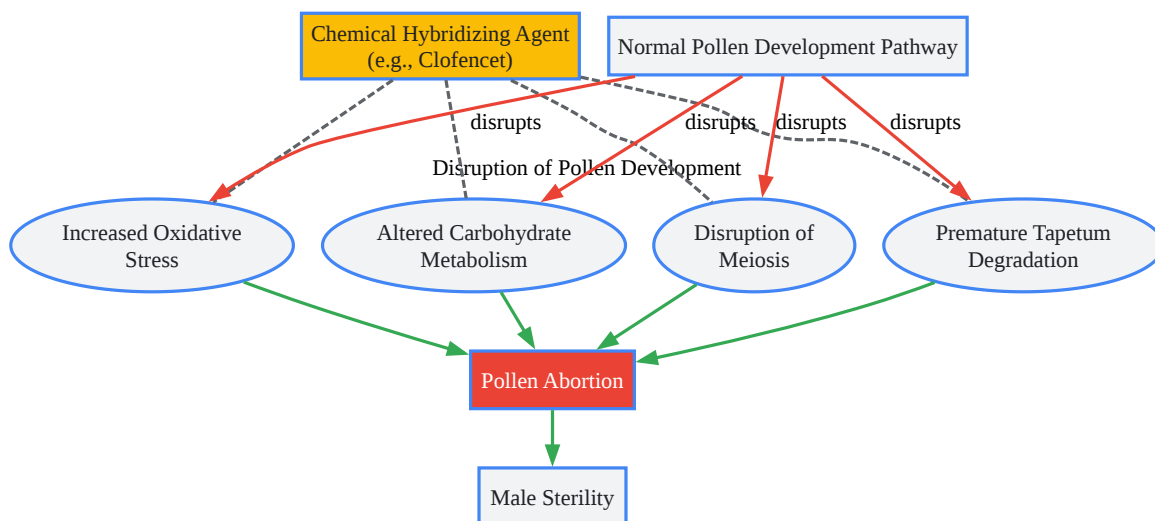 Chemical Hybridizing Agent
(e.g., Clofencet)
Normal Pollen Development Pathway
disrupts
disrupts
disrupts
disrupts
Disruption of Pollen Development
Increased Oxidative
Stress
Altered Carbohydrate
Metabolism
Disruption of
Meiosis
Premature Tapetum
Degradation
Pollen Abortion
Male Sterility